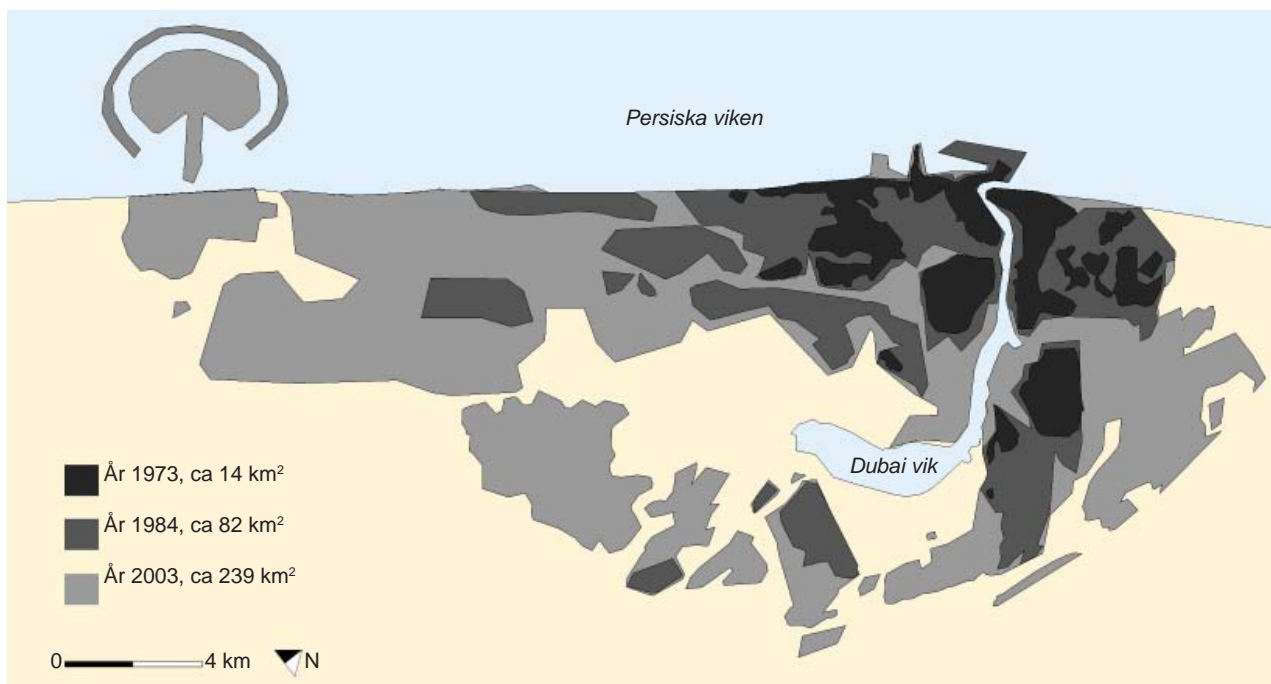 Persiska viken
Dubai vik
År 1973, ca 14 km²
År 1984, ca 82 km²
År 2003, ca 239 km²
0 4 km N